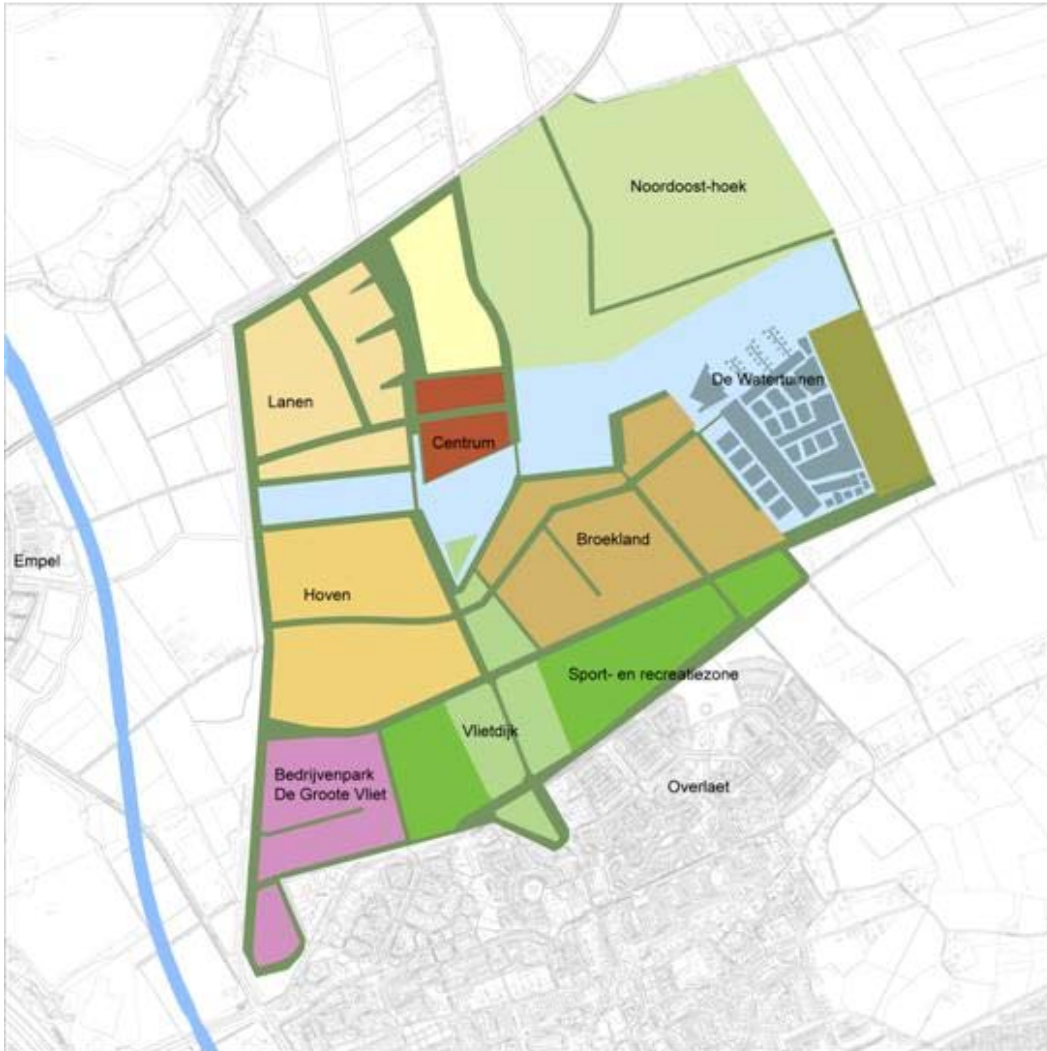 Noordoost-hoek
De Watertuinen
Lanen
Centrum
Broekland
Empel
Hoven
Sport- en recreatiezone
Vlietdijk
Bedrijvenpark
De Groote Vliet
Overlaet